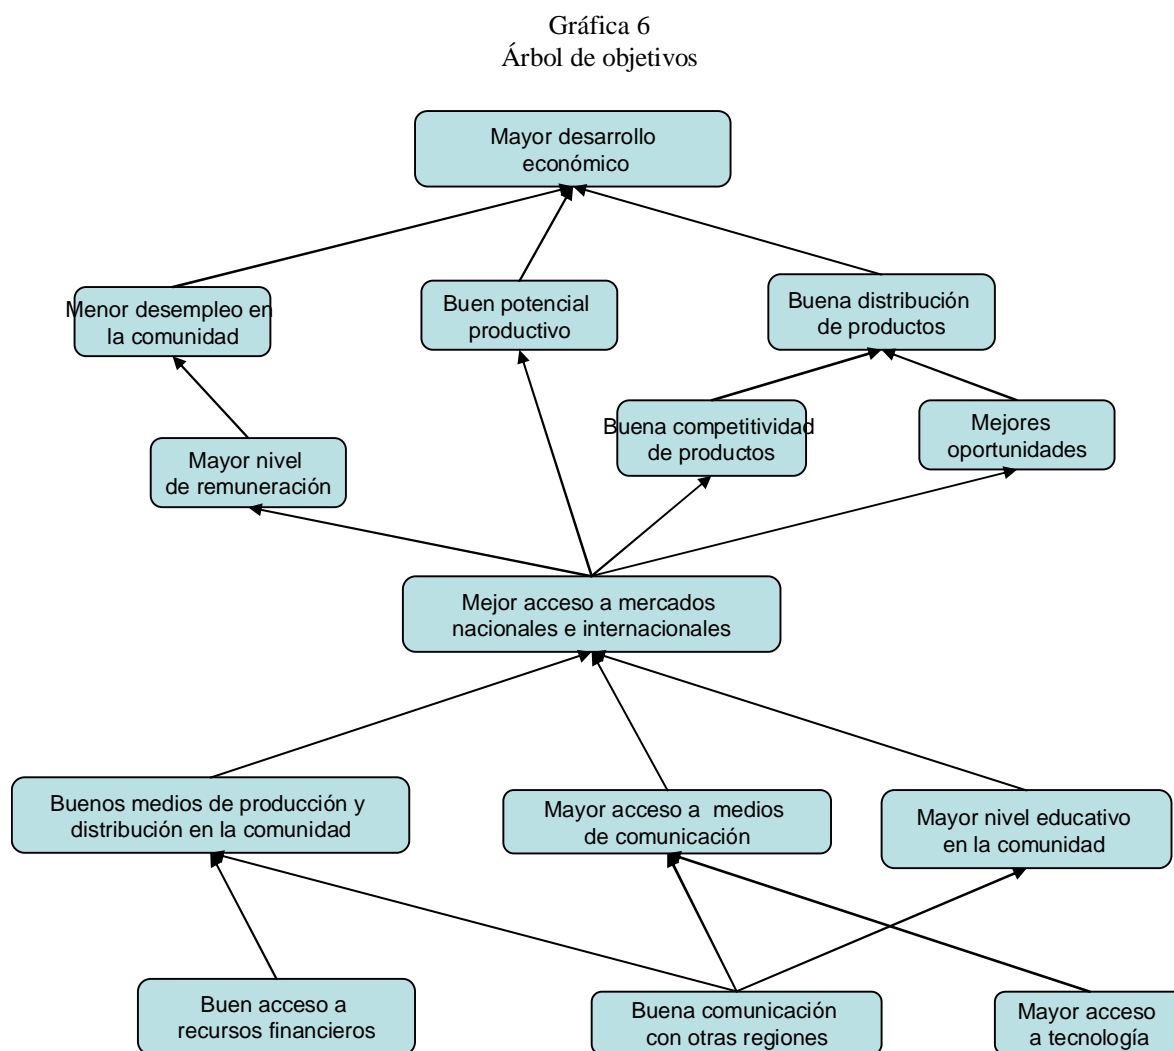 Gráfica 6
Árbol de objetivos
Mayor desarrollo
económico
Menor desempleo en
la comunidad
Buen potencial
productivo
Buena distribución
de productos
Mayor nivel
de remuneración
Buena competitividad
de productos
Mejores
oportunidades
Mejor acceso a mercados
nacionales e internacionales
Buenos medios de producción y
distribución en la comunidad
Mayor acceso a medios
de comunicación
Mayor nivel educativo
en la comunidad
Buen acceso a
recursos financieros
Buena comunicación
con otras regiones
Mayor acceso
a tecnología